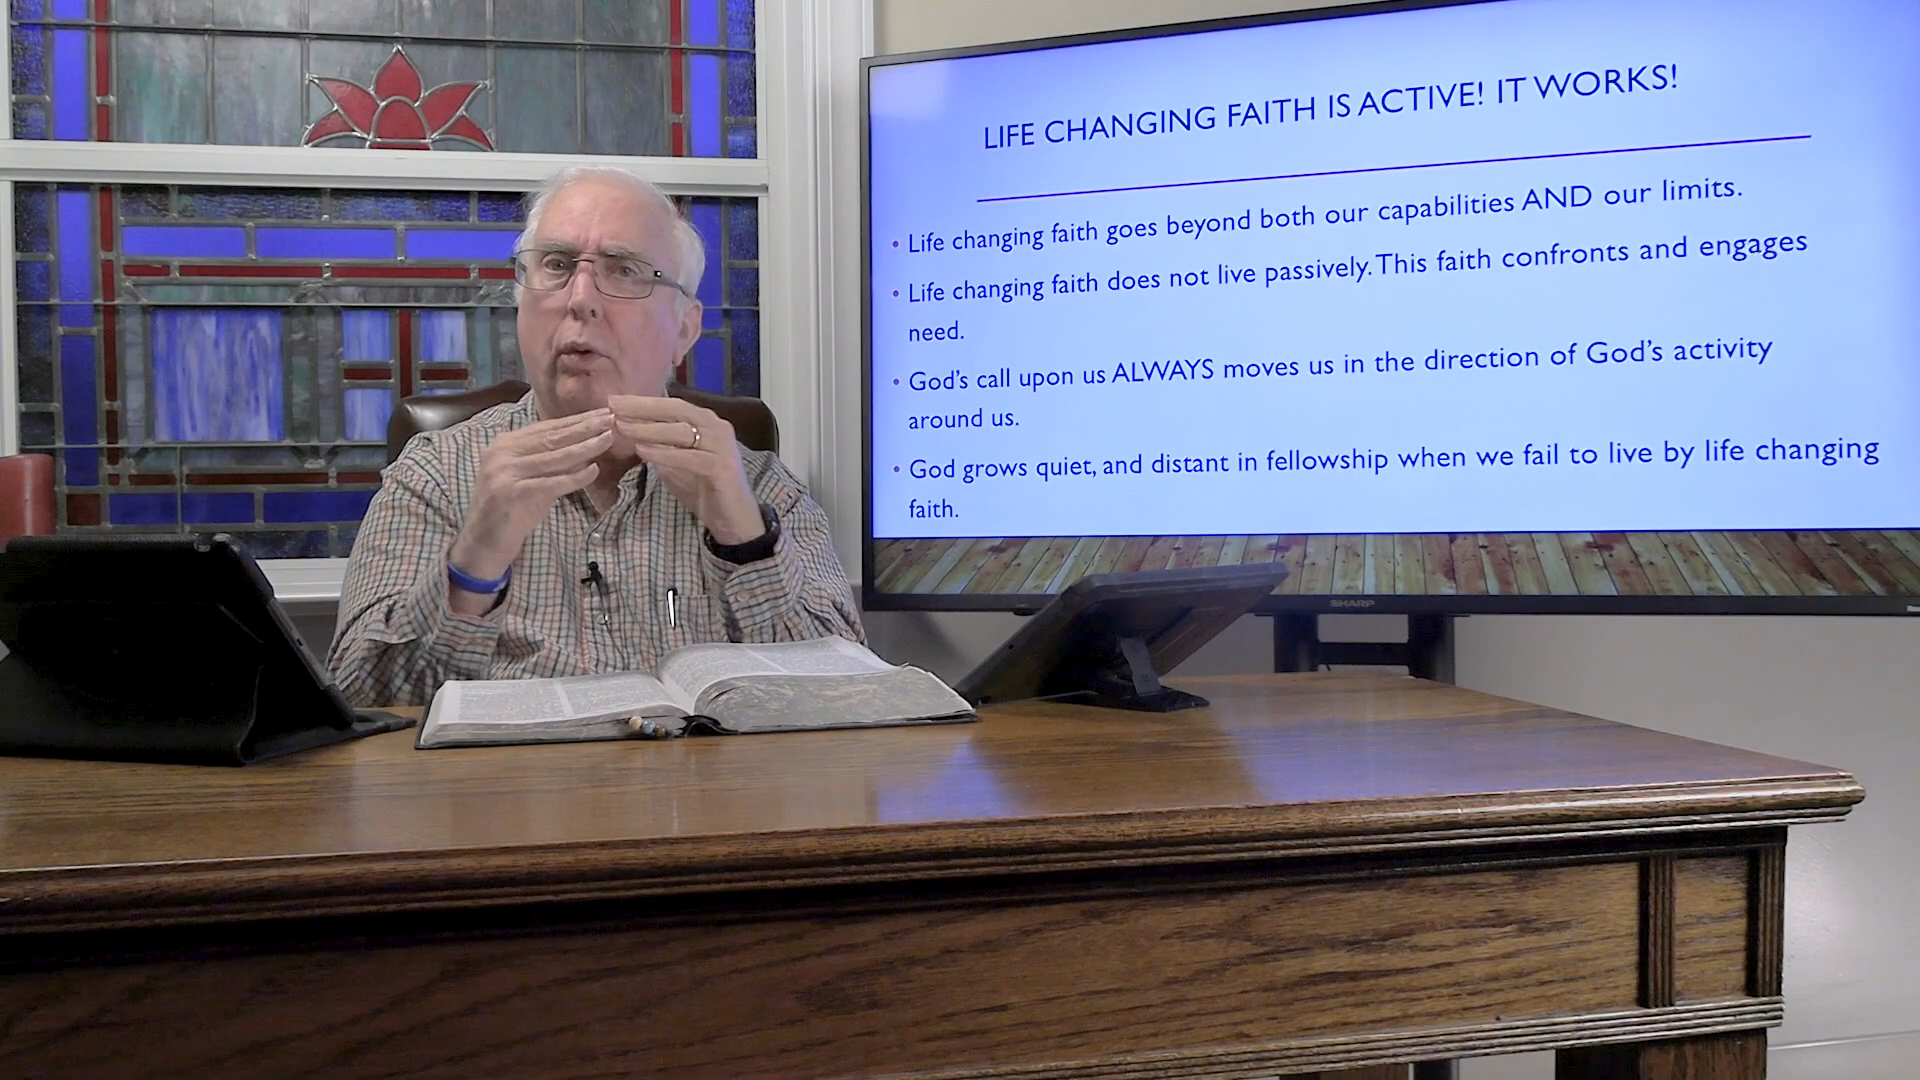 LIFE CHANGING FAITH IS ACTIVE! IT WORKS!
• Life changing faith goes beyond both our capabilities AND our limits.
• Life changing faith does not live passively. This faith confronts and engages
need.
• God's call upon us ALWAYS moves us in the direction of God's activity
around us.
• God grows quiet, and distant in fellowship when we fail to live by life changing
faith.
SHARP